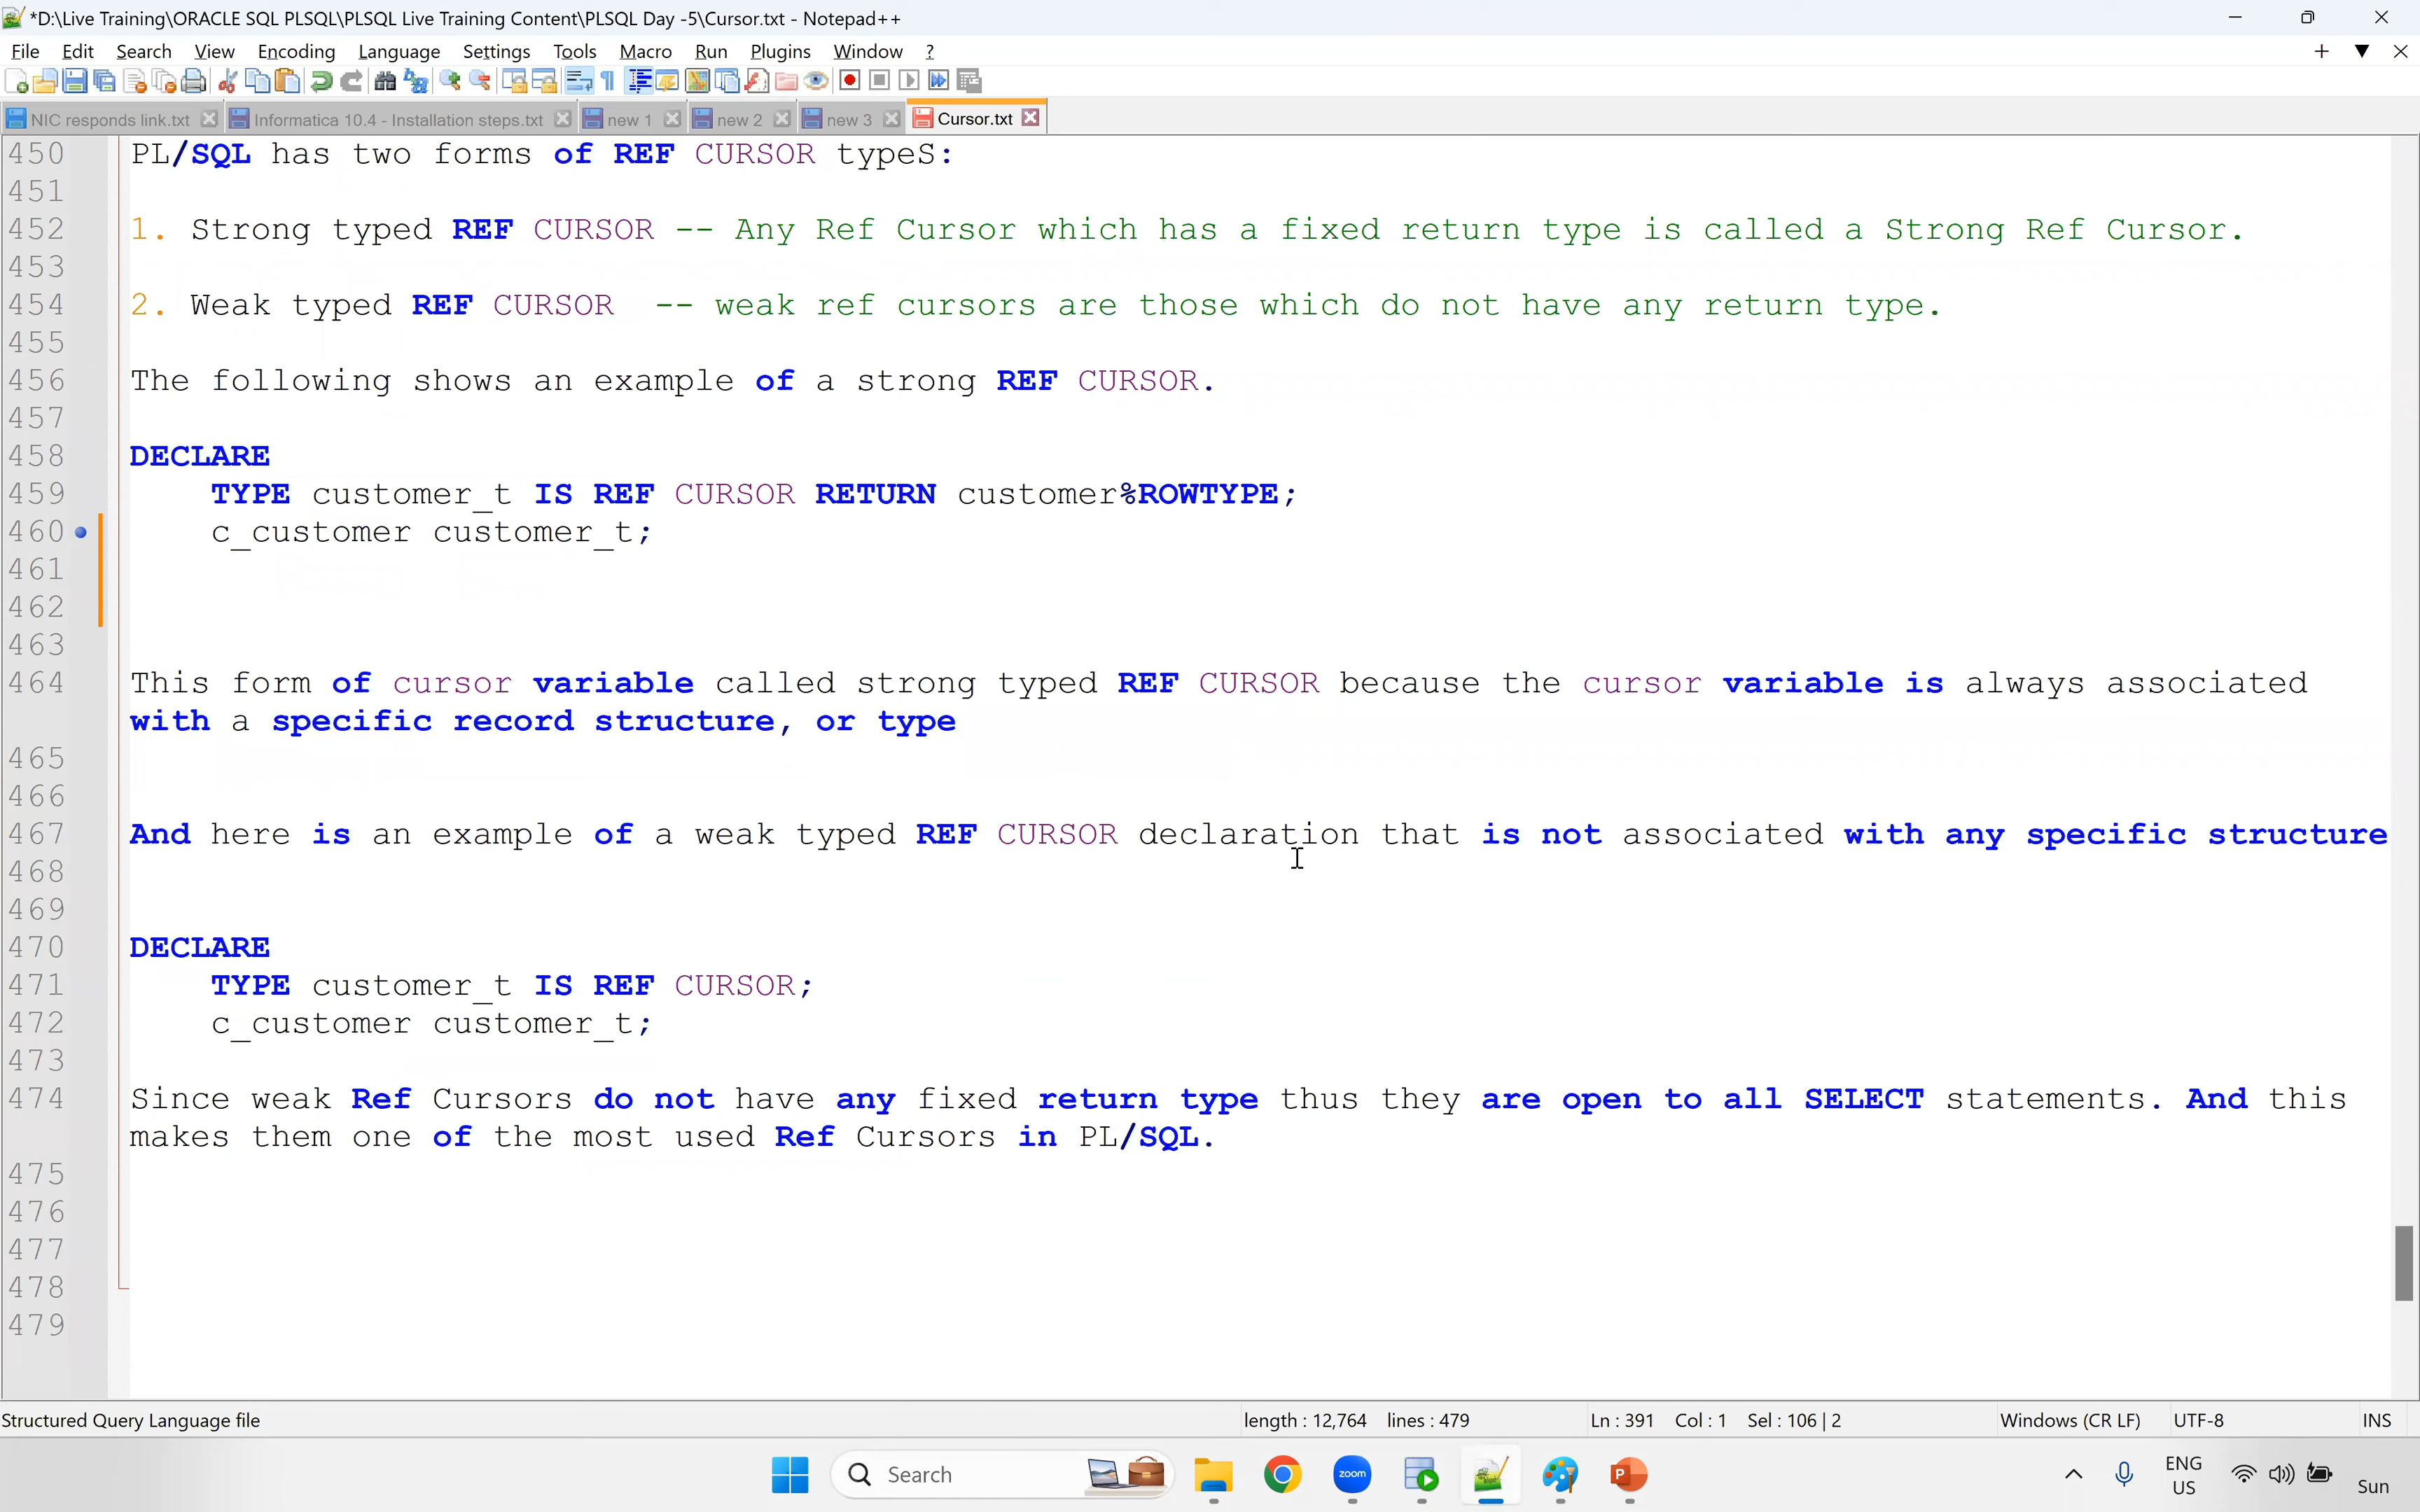 *D:\Live Training\ORACLE SQL PLSQL\PLSQL Live Training Content\PLSQL Day -5\Cursor.txt - Notepad++
File Edit Search View Encoding Language Settings Tools Macro Run Plugins Window ?
NIC responds link.txt Informatica 10.4 - Installation steps.txt new 1 new 2 new 3 Cursor.txt
450 PL/SQL has two forms of REF CURSOR typeS:
451
452 1. Strong typed REF CURSOR -- Any Ref Cursor which has a fixed return type is called a Strong Ref Cursor.
453
454 2. Weak typed REF CURSOR -- weak ref cursors are those which do not have any return type.
455
456 The following shows an example of a strong REF CURSOR.
457
458 DECLARE
459 TYPE customer_t IS REF CURSOR RETURN customer%ROWTYPE;
460 c_customer customer_t;
461
462
463
464 This form of cursor variable called strong typed REF CURSOR because the cursor variable is always associated
with a specific record structure, or type
465
466
467 And here is an example of a weak typed REF CURSOR declaration that is not associated with any specific structure
468
469
470 DECLARE
471 TYPE customer_t IS REF CURSOR;
472 c_customer customer_t;
473
474 Since weak Ref Cursors do not have any fixed return type thus they are open to all SELECT statements. And this
makes them one of the most used Ref Cursors in PL/SQL.
475
476
477
478
479
Structured Query Language file length : 12,764 lines : 479 Ln : 391 Col : 1 Sel : 106 | 2 Windows (CR LF) UTF-8 INS
Search zoom P ENG
US Sun